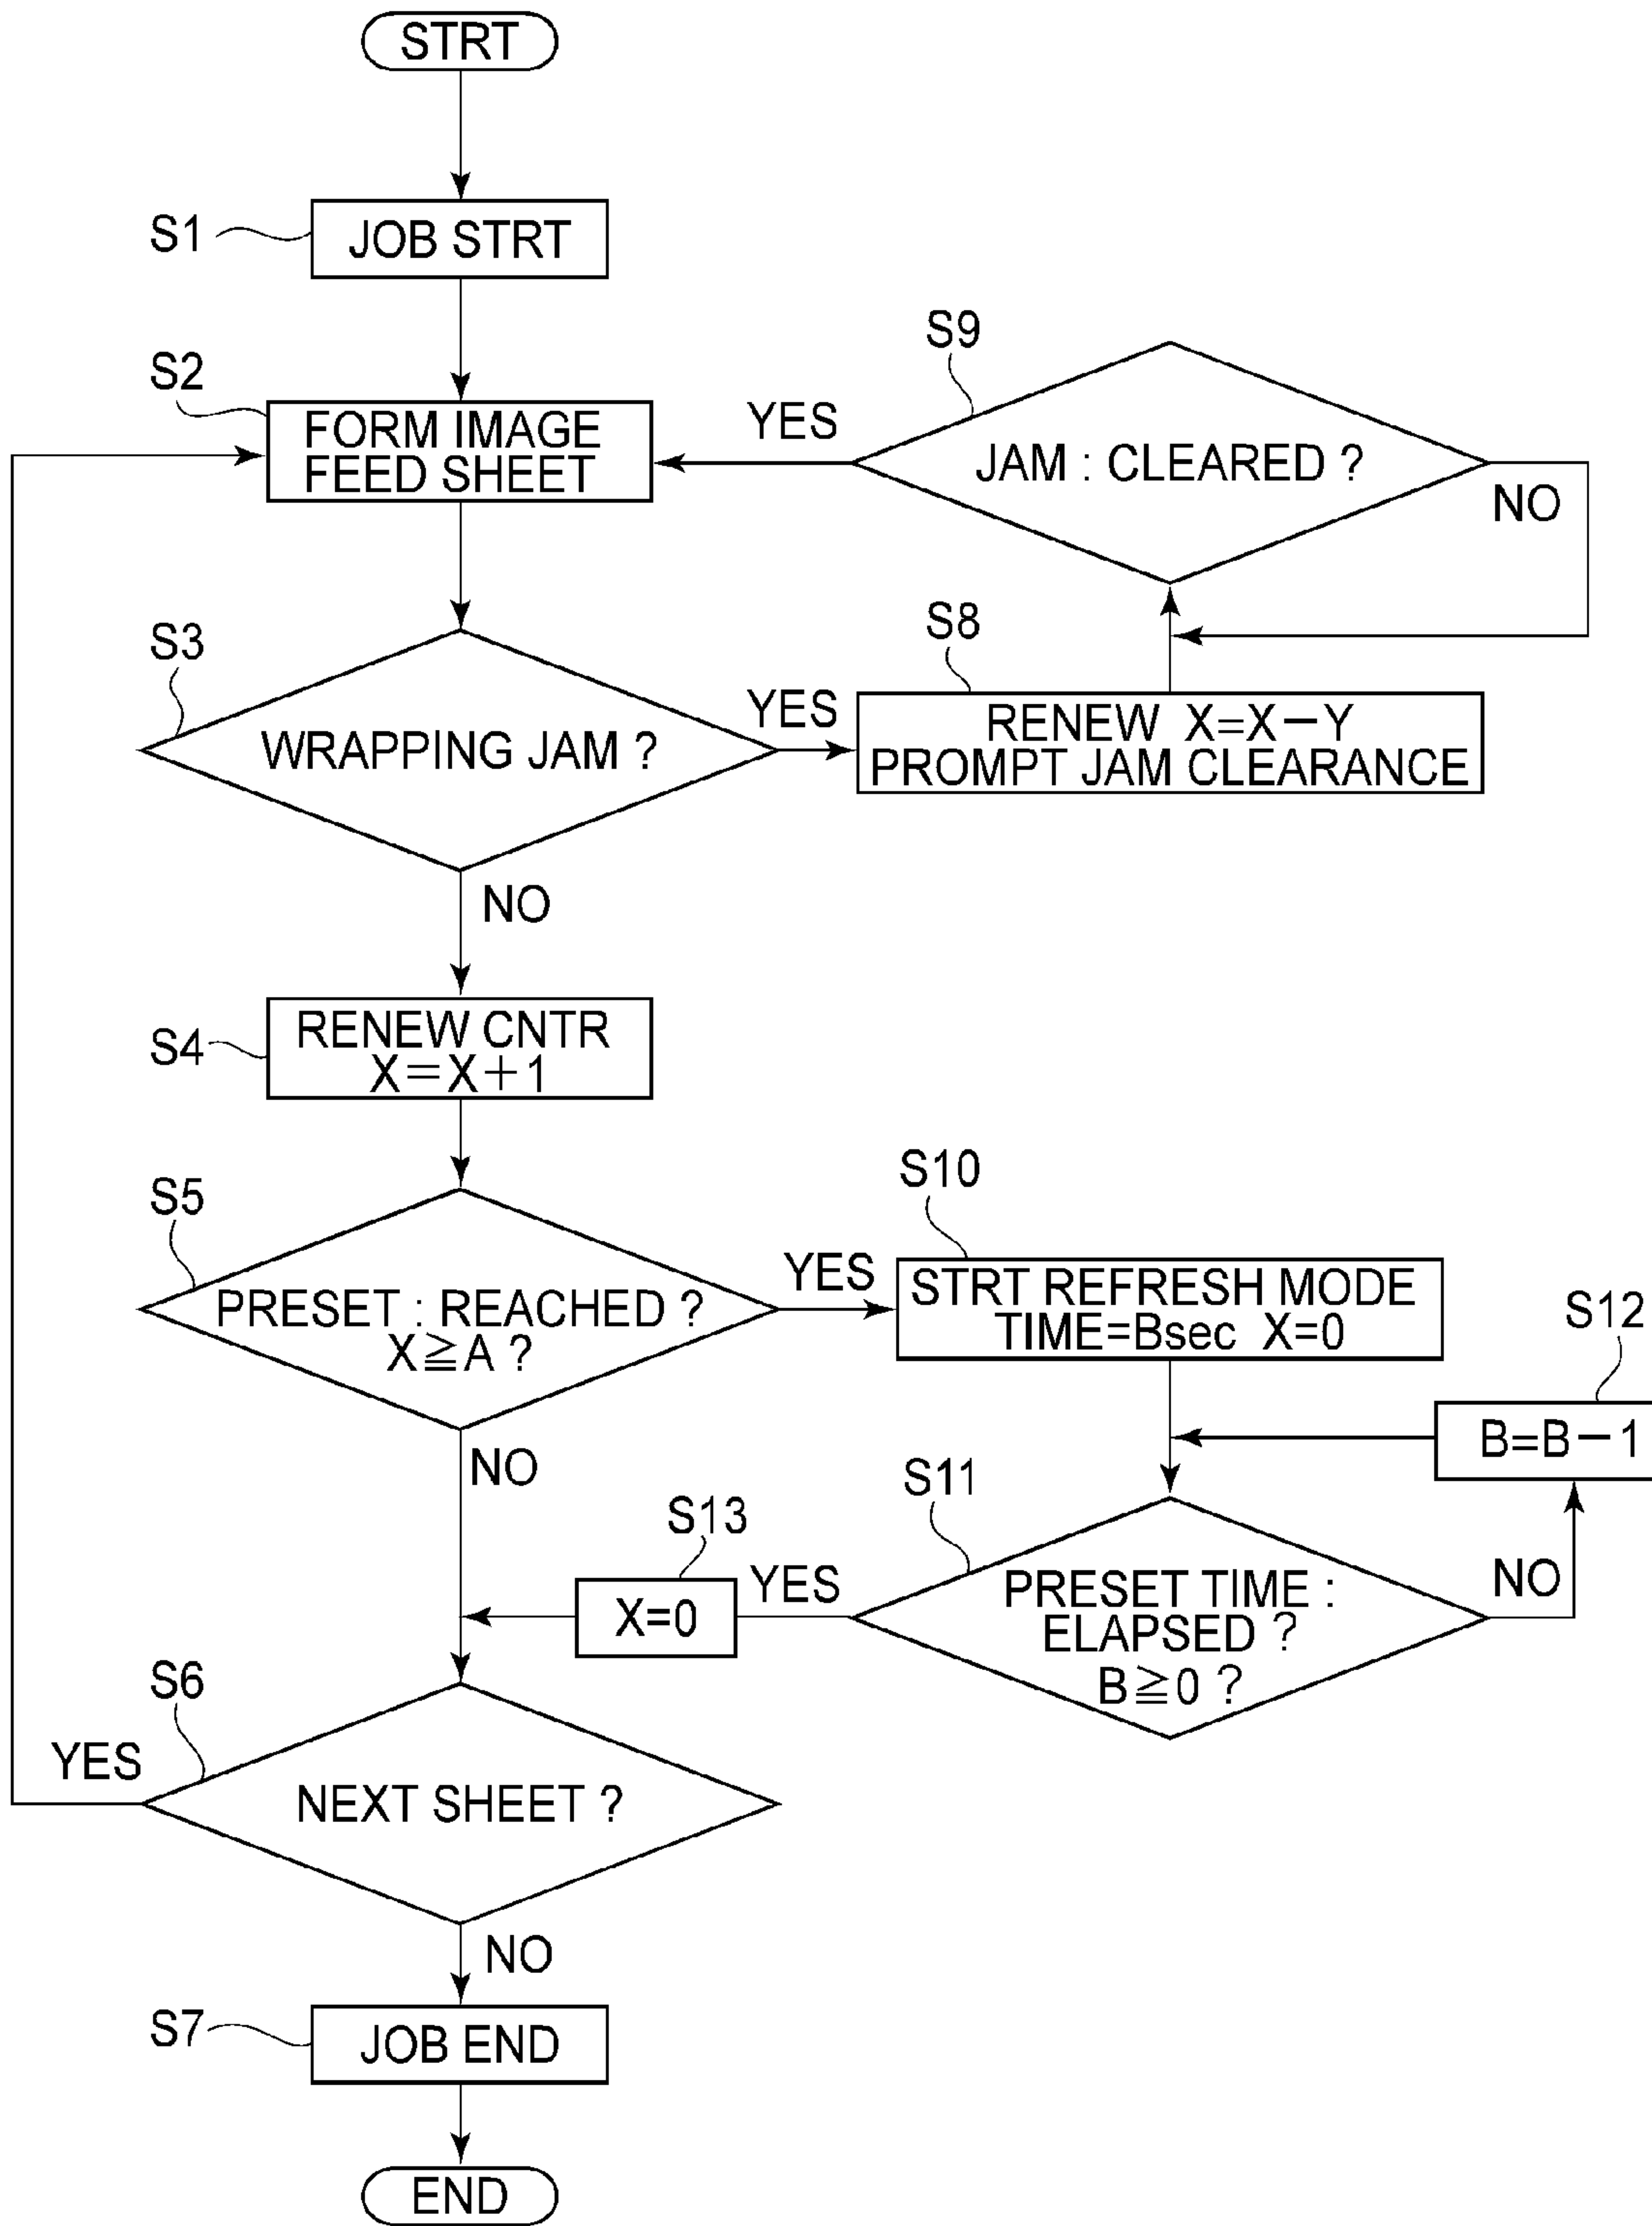 STRT
S1
JOB STRT
S2
FORM IMAGE
FEED SHEET
S9
JAM : CLEARED ?
YES
NO
S3
WRAPPING JAM ?
YES
S8
RENEW X=X−Y
PROMPT JAM CLEARANCE
NO
S4
RENEW CNTR
X=X+1
S5
PRESET : REACHED ?
X≧A ?
YES
S10
STRT REFRESH MODE
TIME=Bsec X=0
S12
B=B−1
NO
S11
PRESET TIME :
ELAPSED ?
B≧0 ?
NO
YES
S13
X=0
S6
NEXT SHEET ?
YES
NO
S7
JOB END
END